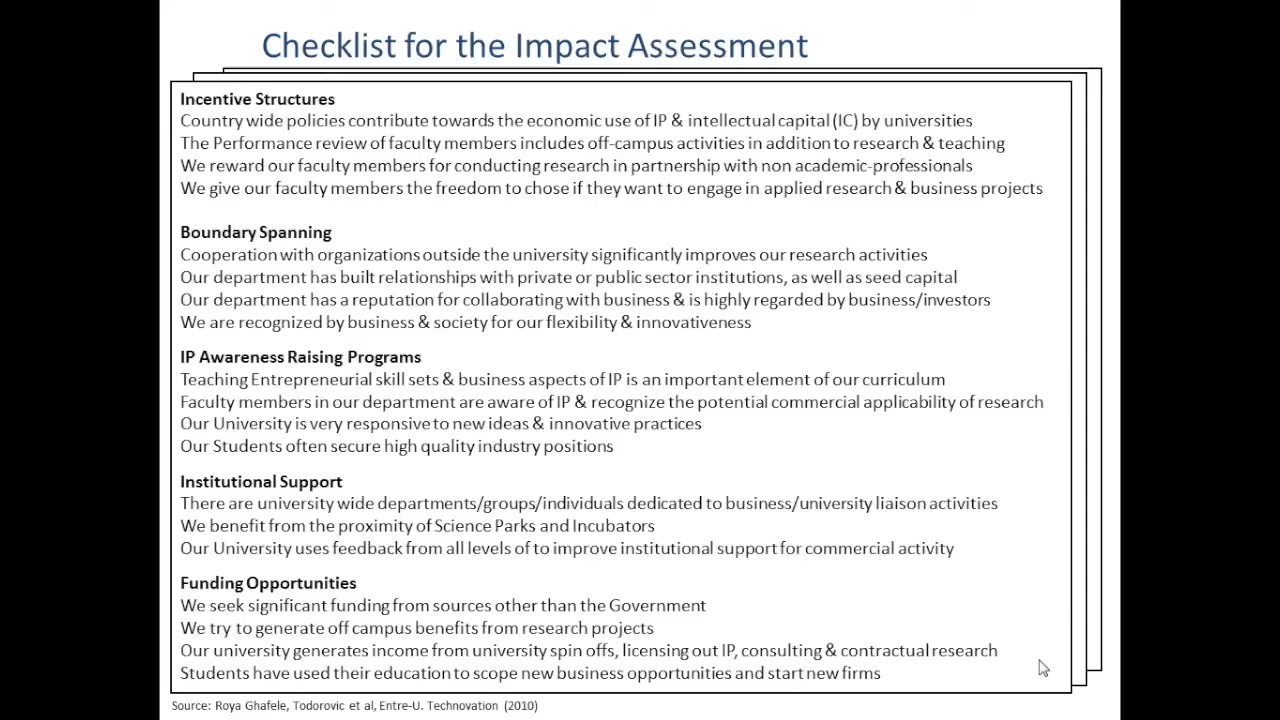 Checklist for the Impact Assessment
Incentive Structures
Country wide policies contribute towards the economic use of IP & intellectual capital (IC) by universities
The Performance review of faculty members includes off-campus activities in addition to research & teaching
We reward our faculty members for conducting research in partnership with non academic-professionals
We give our faculty members the freedom to chose if they want to engage in applied research & business projects
Boundary Spanning
Cooperation with organizations outside the university significantly improves our research activities
Our department has built relationships with private or public sector institutions, as well as seed capital
Our department has a reputation for collaborating with business & is highly regarded by business/investors
We are recognized by business & society for our flexibility & innovativeness
IP Awareness Raising Programs
Teaching Entrepreneurial skill sets & business aspects of IP is an important element of our curriculum
Faculty members in our department are aware of IP & recognize the potential commercial applicability of research
Our University is very responsive to new ideas & innovative practices
Our Students often secure high quality industry positions
Institutional Support
There are university wide departments/groups/individuals dedicated to business/university liaison activities
We benefit from the proximity of Science Parks and Incubators
Our University uses feedback from all levels of to improve institutional support for commercial activity
Funding Opportunities
We seek significant funding from sources other than the Government
We try to generate off campus benefits from research projects
Our university generates income from university spin offs, licensing out IP, consulting & contractual research
Students have used their education to scope new business opportunities and start new firms
Source: Roya Ghafele, Todorovic et al, Entre-U. Technovation (2010)